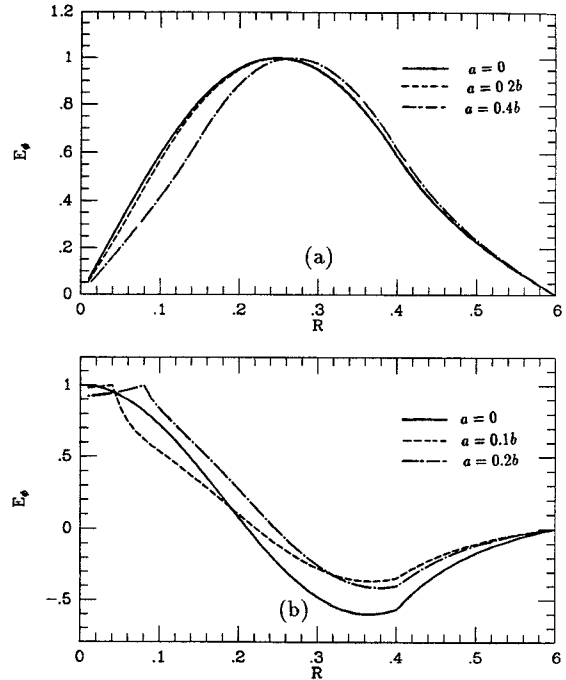 1.2
1
.8
.6
.4
.2
0
E_ϕ
a = 0
a = 0 2b
a = 0.4b
(a)
0 .1 .2 .3 .4 .5 .6
R
1
.5
0
-.5
E_ϕ
a = 0
a = 0.1b
a = 0.2b
(b)
0 .1 .2 .3 .4 .5 6
R